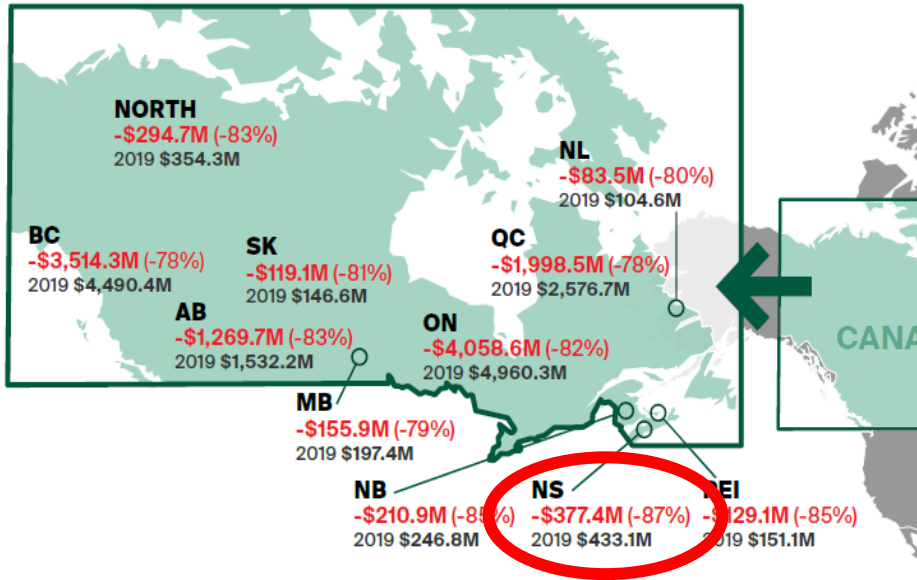 NORTH
-$294.7M (-83%)
2019 $354.3M
NL
-$83.5M (-80%)
2019 $104.6M
BC
-$3,514.3M (-78%)
2019 $4,490.4M
SK
-$119.1M (-81%)
2019 $146.6M
QC
-$1,998.5M (-78%)
2019 $2,576.7M
AB
-$1,269.7M (-83%)
2019 $1,532.2M
ON
-$4,058.6M (-82%)
2019 $4,960.3M
CANA
MB
-$155.9M (-79%)
2019 $197.4M
NB
-$210.9M (-85%)
2019 $246.8M
NS
-$377.4M (-87%)
2019 $433.1M
PEI
-$129.1M (-85%)
2019 $151.1M